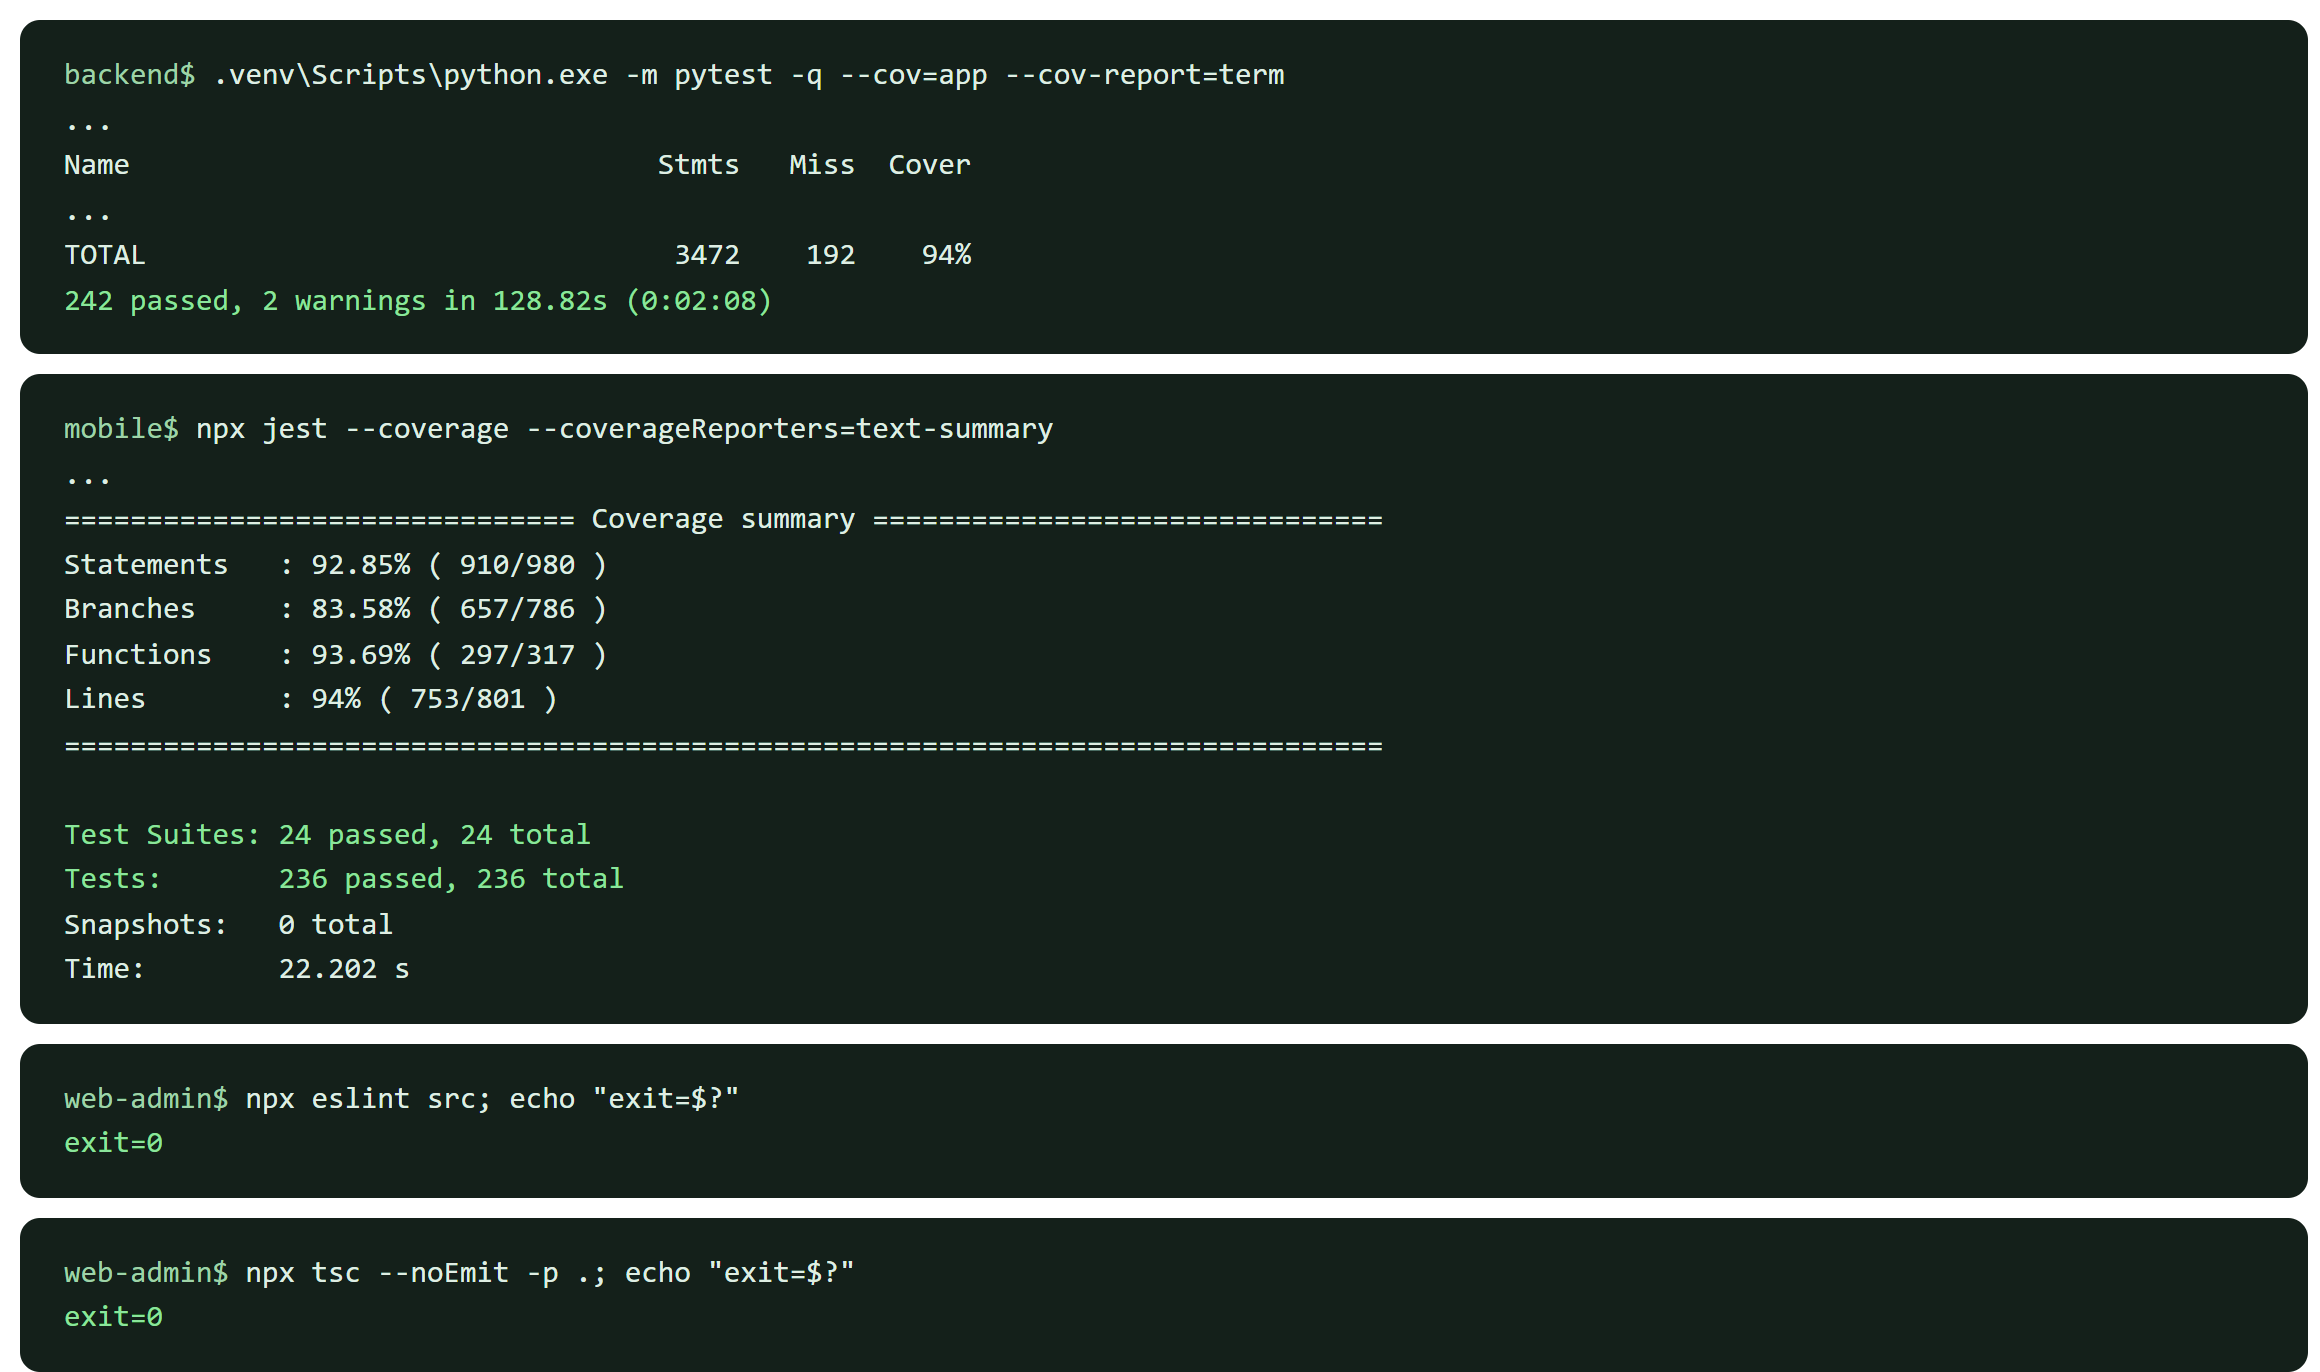 backend$ .venv\Scripts\python.exe -m pytest -q --cov=app --cov-report=term
...
Name                                Stmts   Miss  Cover
...
TOTAL                                3472    192    94%
242 passed, 2 warnings in 128.82s (0:02:08)
mobile$ npx jest --coverage --coverageReporters=text-summary
...
=============================== Coverage summary ===============================
Statements   : 92.85% ( 910/980 )
Branches     : 83.58% ( 657/786 )
Functions    : 93.69% ( 297/317 )
Lines        : 94% ( 753/801 )
================================================================================
Test Suites: 24 passed, 24 total
Tests:       236 passed, 236 total
Snapshots:   0 total
Time:        22.202 s
web-admin$ npx eslint src; echo "exit=$?"
exit=0
web-admin$ npx tsc --noEmit -p .; echo "exit=$?"
exit=0